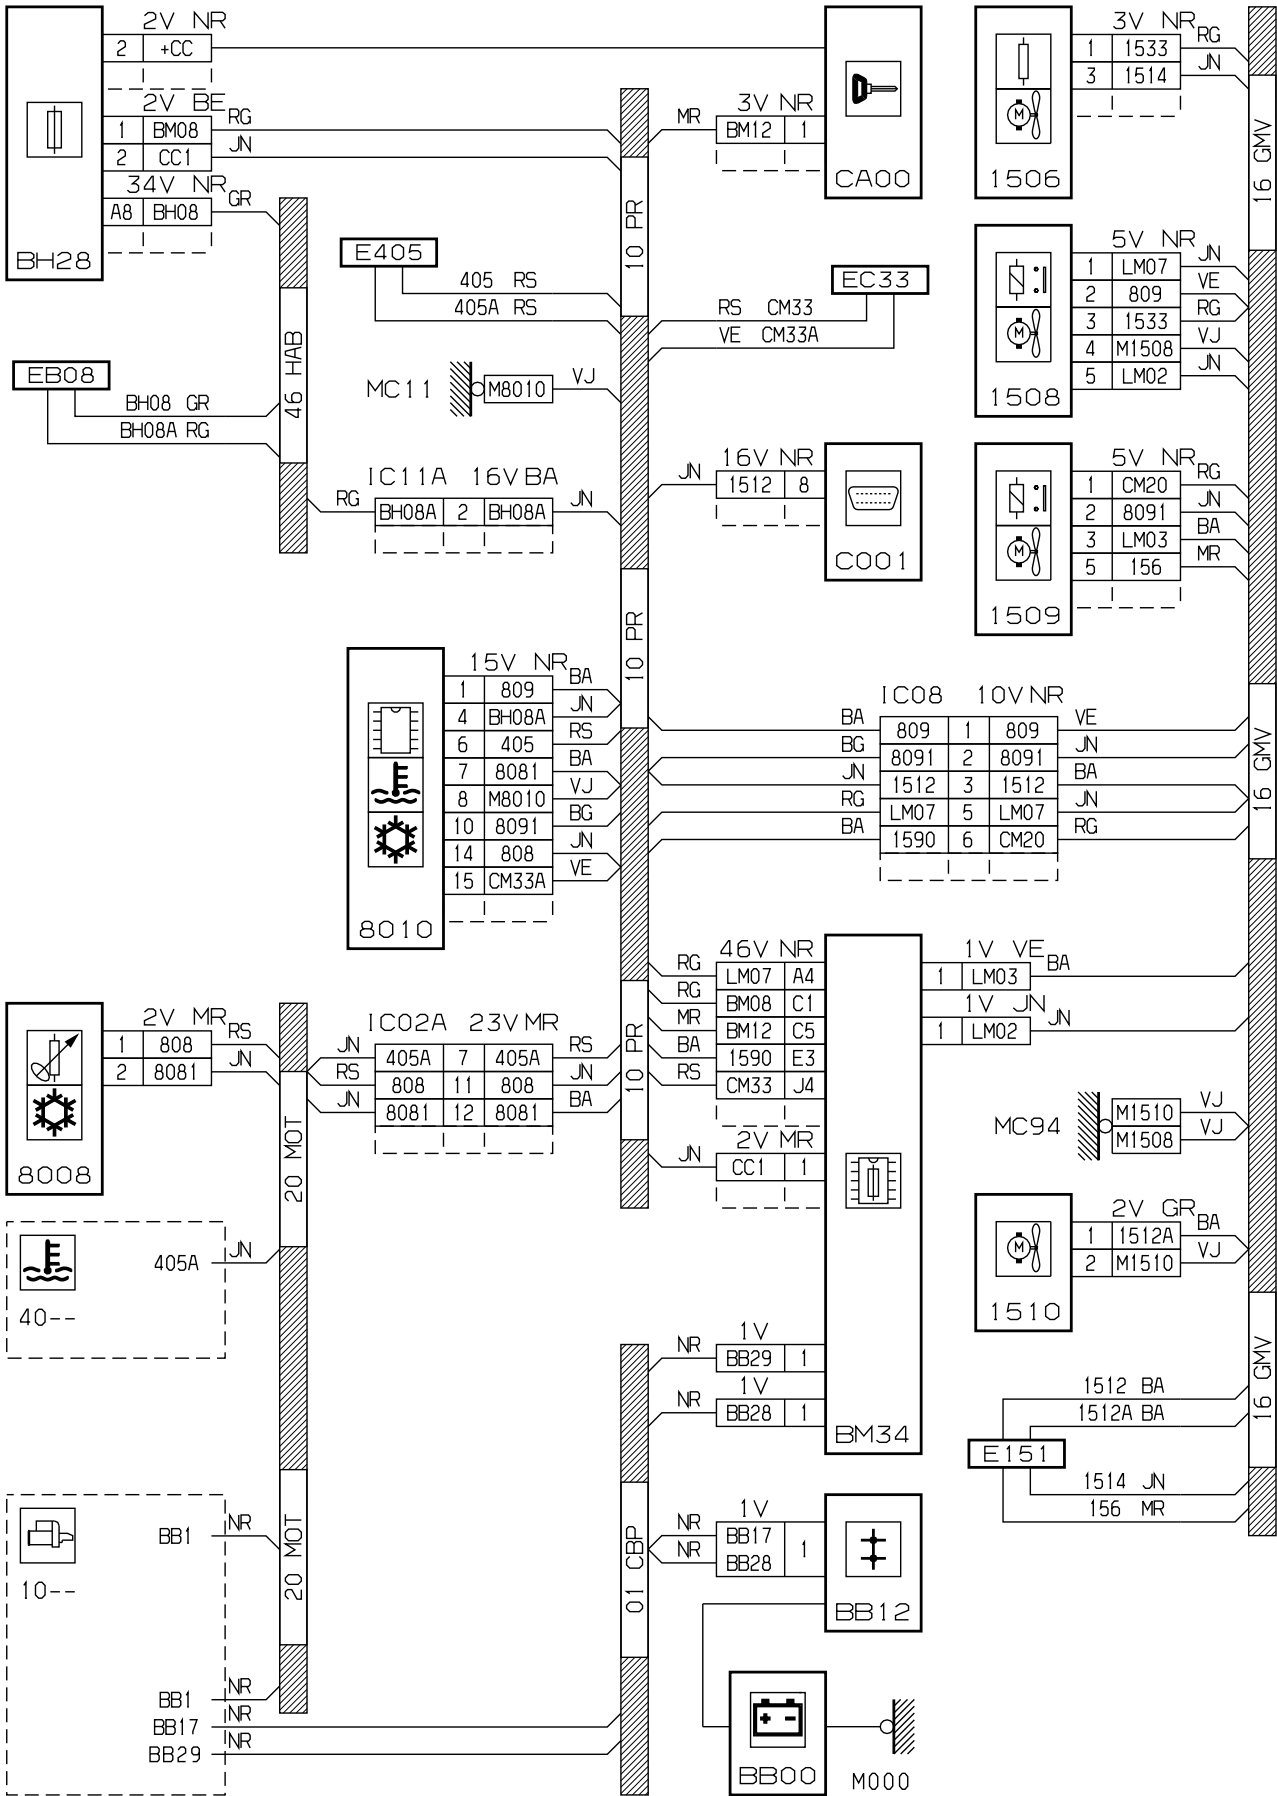 2V NR
2 +CC
2V BE
1 BM08 RG
2 CC1 JN
34V NR
A8 BH08 GR
BH28
3V NR
MR BM12 1
CA00
3V NR
1 1533 RG
3 1514 JN
1506
16 GMV
10 PR
E405
405 RS
405A RS
EC33
RS CM33
VE CM33A
5V NR
1 LM07 JN
2 809 VE
3 1533 RG
4 M1508 VJ
5 LM02 JN
1508
46 HAB
EB08
BH08 GR
BH08A RG
MC11 M8010 VJ
IC11A 16V BA
RG BH08A 2 BH08A JN
16V NR
JN 1512 8
C001
5V NR
1 CM20 RG
2 8091 JN
3 LM03 BA
5 156 MR
1509
10 PR
15V NR
1 809 BA
4 BH08A JN
6 405 RS
7 8081 BA
8 M8010 VJ
10 8091 BG
14 808 JN
15 CM33A VE
8010
IC08 10V NR
BA 809 1 809 VE
BG 8091 2 8091 JN
JN 1512 3 1512 BA
RG LM07 5 LM07 JN
BA 1590 6 CM20 RG
16 GMV
46V NR
RG LM07 A4
RG BM08 C1
MR BM12 C5
BA 1590 E3
RS CM33 J4
2V MR
JN CC1 1
1V VE
1 LM03 BA
1V JN
1 LM02 JN
2V MR
1 808 RS
2 8081 JN
8008
20 MOT
IC02A 23V MR
JN 405A 7 405A RS
RS 808 11 808 JN
JN 8081 12 8081 BA
10 PR
MC94
M1510 VJ
M1508 VJ
2V GR
1 1512A BA
2 M1510 VJ
1510
405A JN
40--
1V
NR BB29 1
1V
NR BB28 1
BM34
16 GMV
1512 BA
1512A BA
E151
1514 JN
156 MR
BB1 NR
10--
20 MOT
01 CBP
1V
NR BB17 1
NR BB28
BB12
BB1 NR
BB17 NR
BB29 NR
BB00
M000